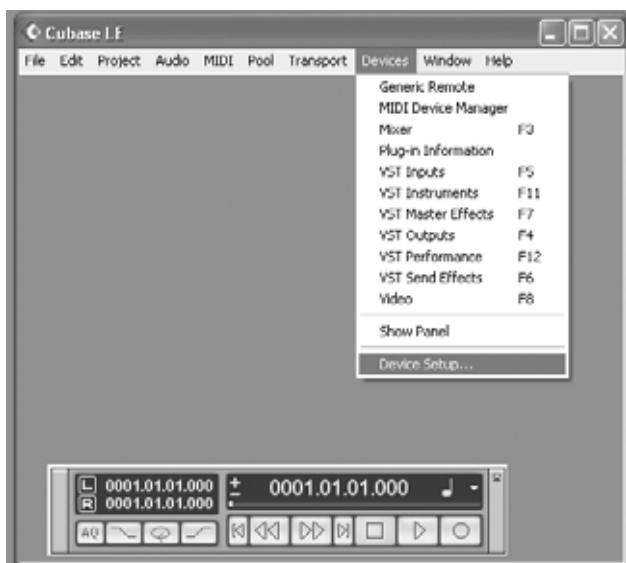 Cubase LE
File Edit Project Audio MIDI Pool Transport Devices Window Help
Generic Remote
MIDI Device Manager
Mixer F3
Plug-in Information
VST Inputs F5
VST Instruments F11
VST Master Effects F7
VST Outputs F4
VST Performance F12
VST Send Effects F6
Video F8
Show Panel
Device Setup...
L 0001.01.01.000 0001.01.01.000
R 0001.01.01.000
AQ